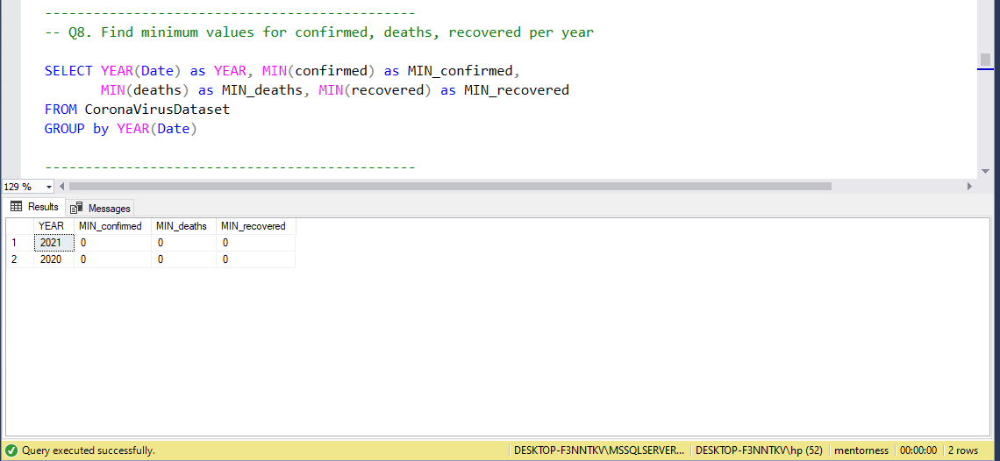 ----------------------------------------------
-- Q8. Find minimum values for confirmed, deaths, recovered per year
SELECT YEAR(Date) as YEAR, MIN(confirmed) as MIN_confirmed,
MIN(deaths) as MIN_deaths, MIN(recovered) as MIN_recovered
FROM CoronaVirusDataset
GROUP by YEAR(Date)
----------------------------------------------
129 %
Results Messages
YEAR MIN_confirmed MIN_deaths MIN_recovered
1 2021 0 0 0
2 2020 0 0 0
Query executed successfully. DESKTOP-F3NNTKV\MSSQLSERVER... DESKTOP-F3NNTKV\hp (52) mentorness 00:00:00 2 rows